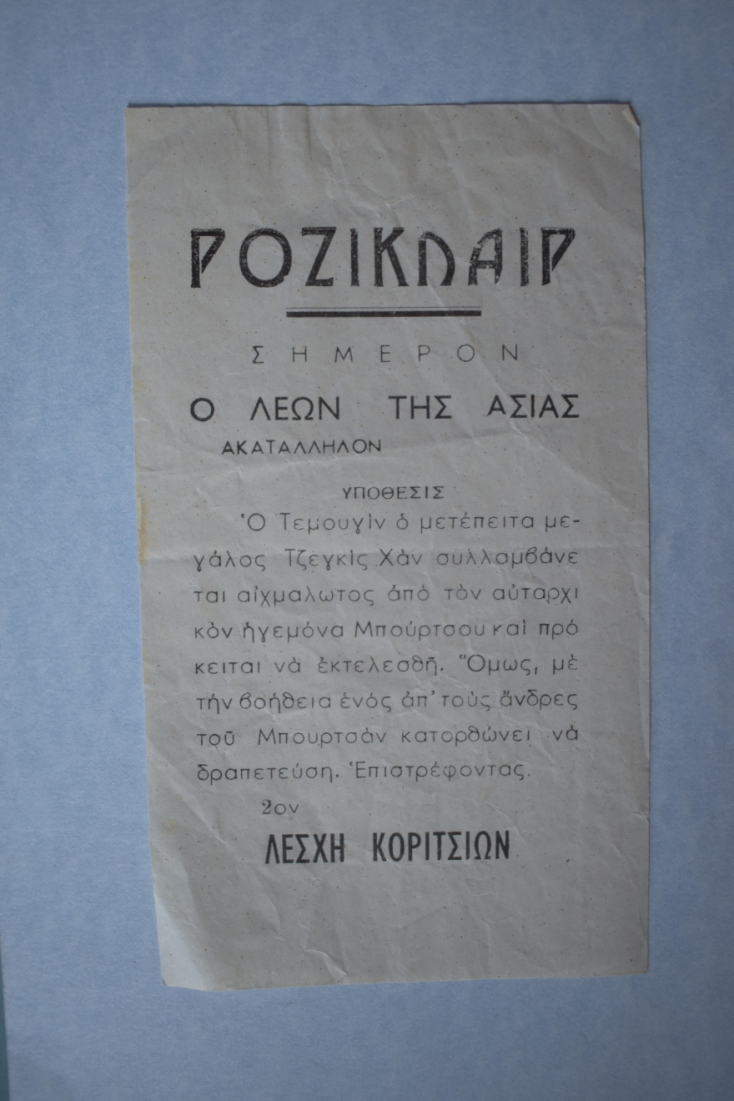 ΡΟΖΙΚΛΑΙΡ
ΣΗΜΕΡΟΝ
Ο ΛΕΩΝ ΤΗΣ ΑΣΙΑΣ
ΑΚΑΤΑΛΛΗΛΟΝ
ΥΠΟΘΕΣΙΣ
Ὁ Τεμουγὶν ὁ μετέπειτα με-
γάλος Τζεγκὶς Χὰν συλλαμβάνε
ται αἰχμαλωτος ἀπὸ τὸν αὐταρχι
κὸν ἡγεμόνα Μπούρτσου καὶ πρό
κειται νὰ ἐκτελεσθῆ. Ὅμως, μὲ
τὴν βοήθεια ἑνὸς ἀπ' τοὺς ἄνδρες
τοῦ Μπουρτσὰν κατορθώνει νὰ
δραπετεύση. Ἐπιστρέφοντας.
2ον
ΛΕΣΧΗ ΚΟΡΙΤΣΙΩΝ